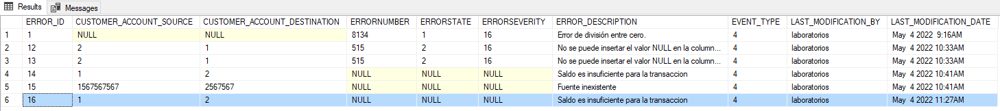 Results Messages
ERROR_ID CUSTOMER_ACCOUNT_SOURCE CUSTOMER_ACCOUNT_DESTINATION ERRORNUMBER ERRORSTATE ERRORSEVERITY ERROR_DESCRIPTION EVENT_TYPE LAST_MODIFICATION_BY LAST_MODIFICATION_DATE
1 1 NULL NULL 8134 1 16 Error de división entre cero. 4 laboratorios May 4 2022 9:16AM
2 12 2 1 515 2 16 No se puede insertar el valor NULL en la column... 4 laboratorios May 4 2022 10:33AM
3 13 2 1 515 2 16 No se puede insertar el valor NULL en la column... 4 laboratorios May 4 2022 10:33AM
4 14 1 2 NULL NULL NULL Saldo es insuficiente para la transaccion 4 laboratorios May 4 2022 10:41AM
5 15 1567567567 2567567 NULL NULL NULL Fuente inexistente 4 laboratorios May 4 2022 10:41AM
6 16 1 2 NULL NULL NULL Saldo es insuficiente para la transaccion 4 laboratorios May 4 2022 11:27AM